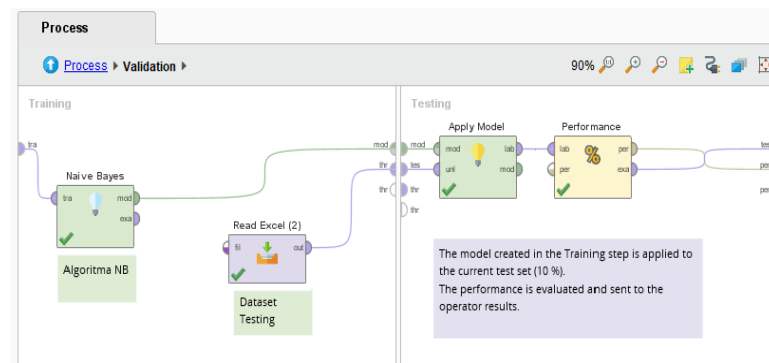 Process
Process ▸ Validation ▸
90%
Training
Testing
tra
mod
thr
thr
Naive Bayes
tra
mod
exa
Algoritma NB
Read Excel (2)
fil
out
Dataset
Testing
mod
tes
thr
thr
Apply Model
mod
lab
unl
mod
Performance
lab
per
per
exa
tes
per
per
The model created in the Training step is applied to
the current test set (10 %).
The performance is evaluated and sent to the
operator results.